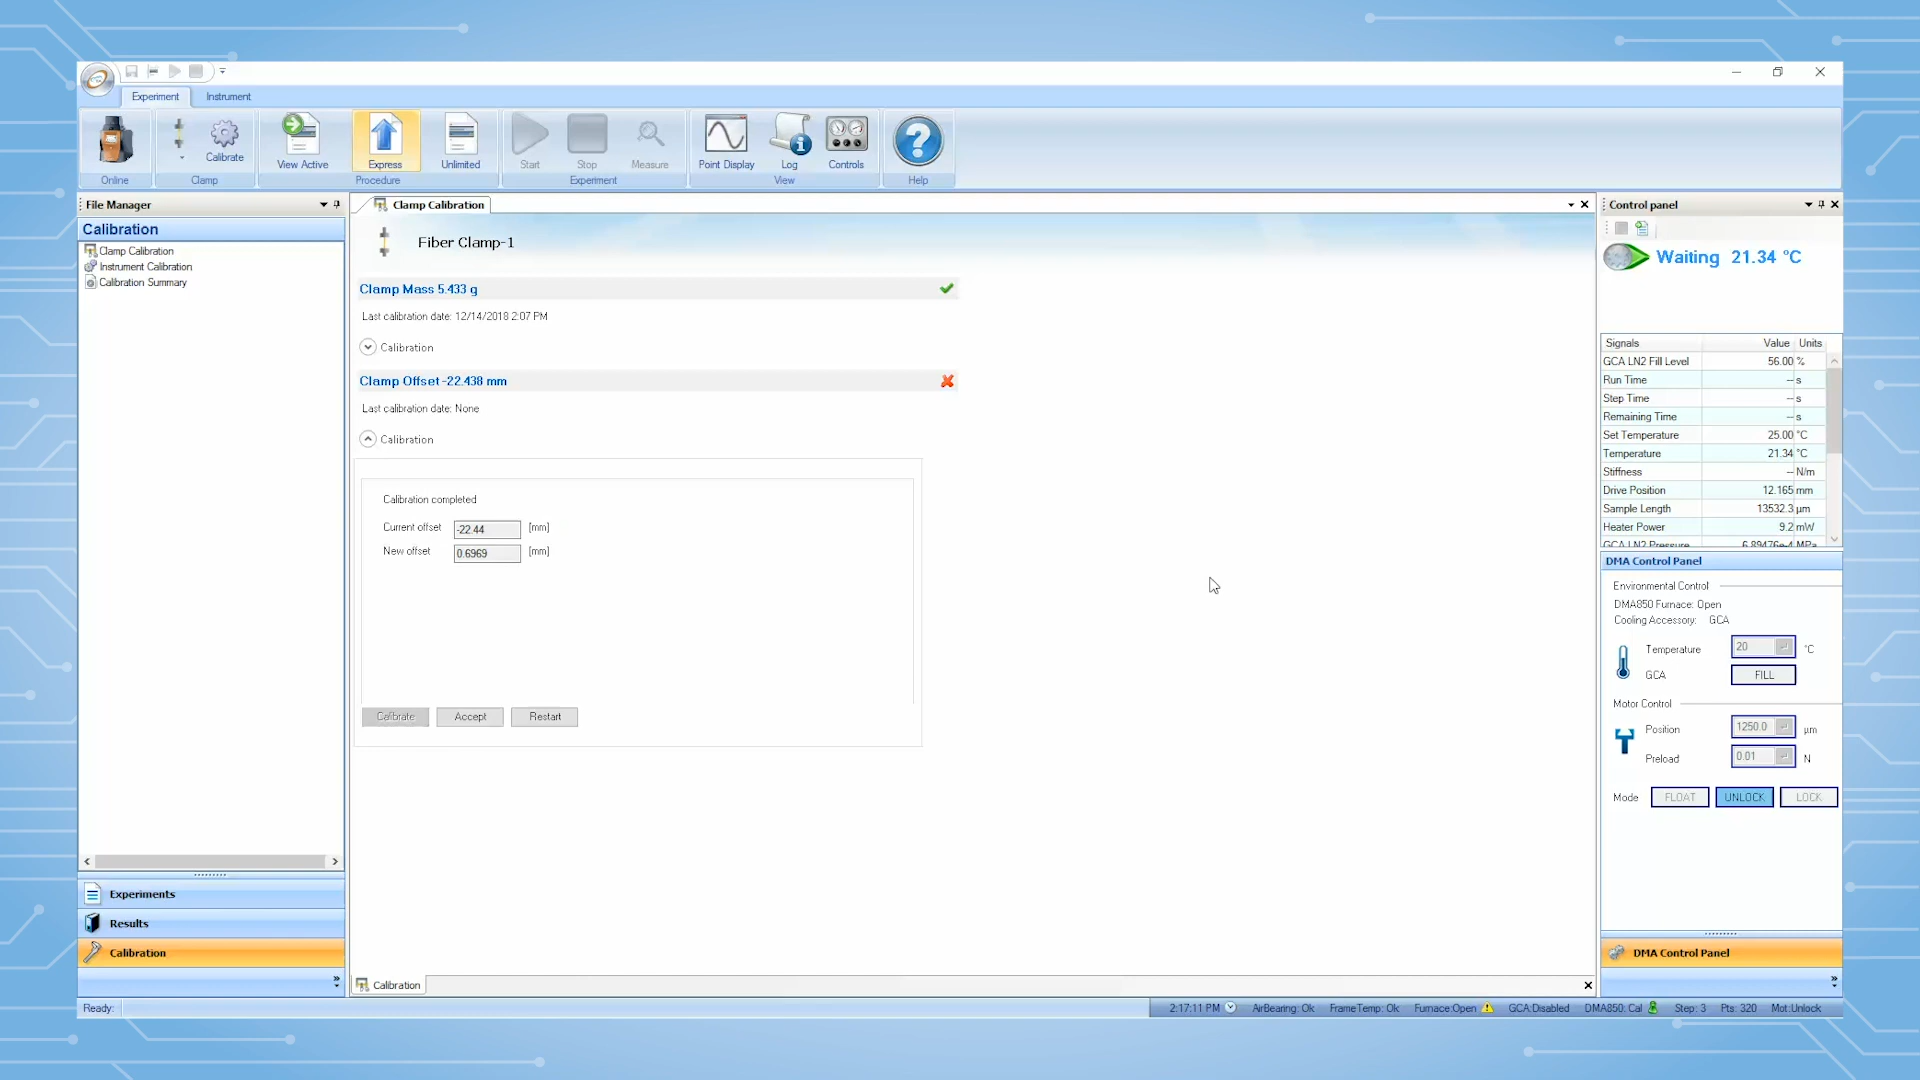 Experiment Instrument
Calibrate View Active Express Unlimited Start Stop Measure Point Display Log Controls
Online Clamp Procedure Experiment View Help
File Manager
Calibration
Clamp Calibration
Instrument Calibration
Calibration Summary
Experiments
Results
Calibration
Clamp Calibration
Fiber Clamp-1
Clamp Mass 5.433 g
Last calibration date: 12/14/2018 2:07 PM
Calibration
Clamp Offset -22.438 mm
Last calibration date: None
Calibration
Calibration completed
Current offset -22.44 [mm]
New offset 0.6969 [mm]
Calibrate Accept Restart
Calibration
Control panel
Waiting 21.34 °C
Signals Value Units
GCA LN2 Fill Level 56.00 %
Run Time -- s
Step Time -- s
Remaining Time -- s
Set Temperature 25.00 °C
Temperature 21.34 °C
Stiffness -- N/m
Drive Position 12.165 mm
Sample Length 13532.3 µm
Heater Power 9.2 mW
GCA LN2 Pressure 6.89476e-4 MPa
DMA Control Panel
Environmental Control
DMA850 Furnace: Open
Cooling Accessory: GCA
Temperature 20 °C
GCA FILL
Motor Control
Position 1250.0 µm
Preload 0.01 N
Mode FLOAT UNLOCK LOCK
DMA Control Panel
Ready: 2:17:11 PM AirBearing: Ok FrameTemp: Ok Furnace:Open GCA:Disabled DMA850: Cal Step: 3 Pts: 320 Mot:Unlock